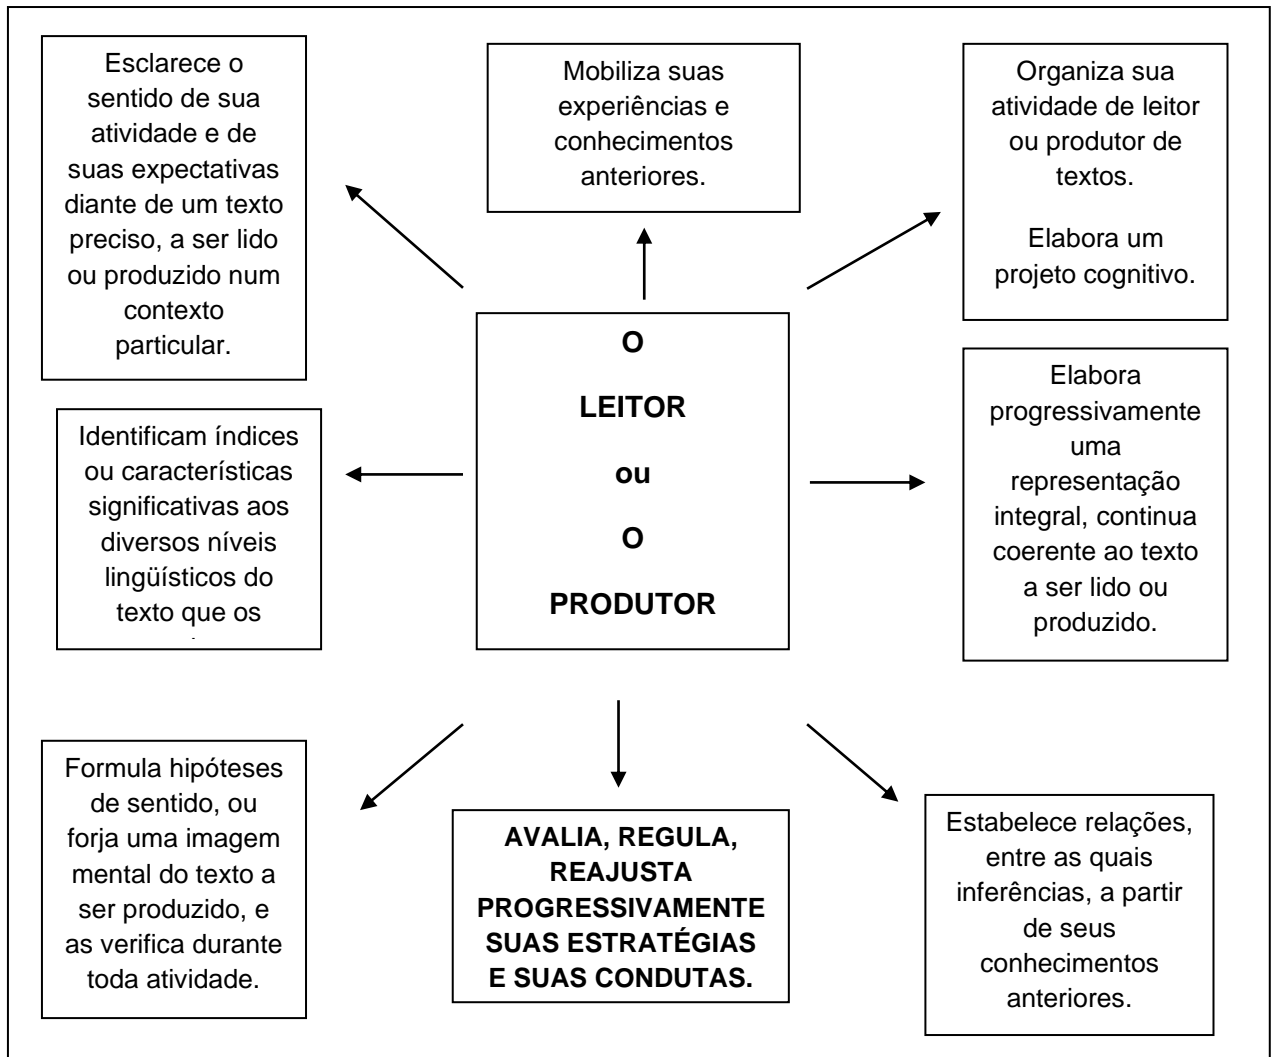 Esclarece o
sentido de sua
atividade e de
suas expectativas
diante de um texto
preciso, a ser lido
ou produzido num
contexto
particular.
Mobiliza suas
experiências e
conhecimentos
anteriores.
Organiza sua
atividade de leitor
ou produtor de
textos.
Elabora um
projeto cognitivo.
O
LEITOR
ou
O
PRODUTOR
Identificam índices
ou características
significativas aos
diversos níveis
lingüísticos do
texto que os
Elabora
progressivamente
uma
representação
integral, continua
coerente ao texto
a ser lido ou
produzido.
Formula hipóteses
de sentido, ou
forja uma imagem
mental do texto a
ser produzido, e
as verifica durante
toda atividade.
AVALIA, REGULA,
REAJUSTA
PROGRESSIVAMENTE
SUAS ESTRATÉGIAS
E SUAS CONDUTAS.
Estabelece relações,
entre as quais
inferências, a partir
de seus
conhecimentos
anteriores.